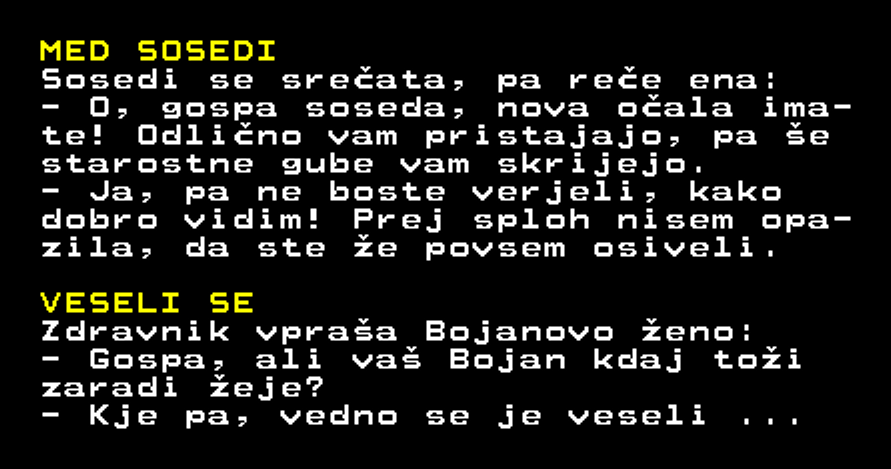 MED SOSEDI
Sosedi se srečata, pa reče ena:
- O, gospa soseda, nova očala ima-
te! Odlično vam pristajajo, pa še
starostne gube vam skrijejo.
- Ja, pa ne boste verjeli, kako
dobro vidim! Prej sploh nisem opa-
zila, da ste že povsem osiveli.
VESELI SE
Zdravnik vpraša Bojanovo ženo:
- Gospa, ali vaš Bojan kdaj toži
zaradi žeje?
- Kje pa, vedno se je veseli ...